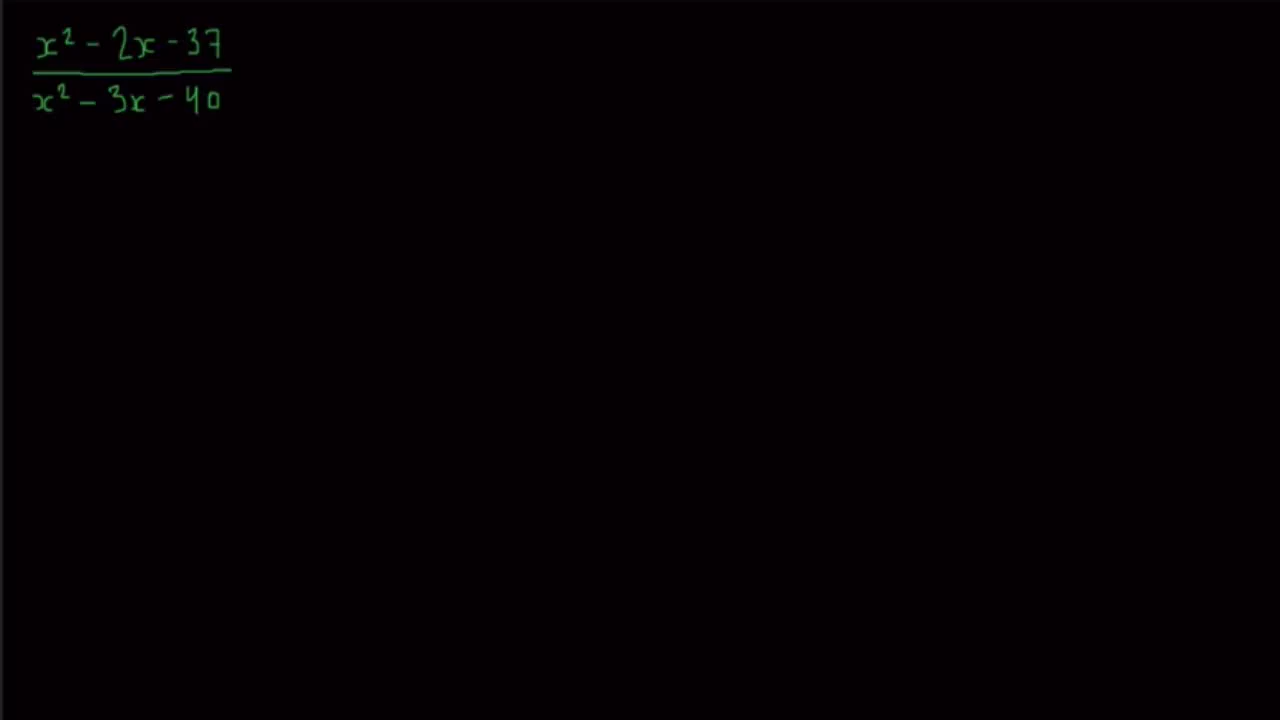 x² - 2x - 37
x² - 3x - 40